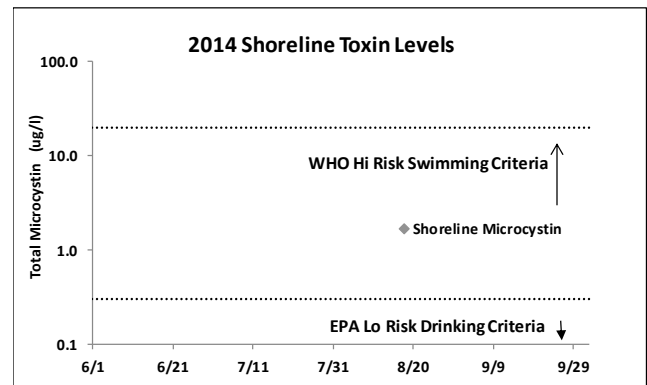 2014 Shoreline Toxin Levels
Total Microcystin (ug/l)
100.0
10.0
1.0
0.1
WHO Hi Risk Swimming Criteria
Shoreline Microcystin
EPA Lo Risk Drinking Criteria
6/1 6/21 7/11 7/31 8/20 9/9 9/29